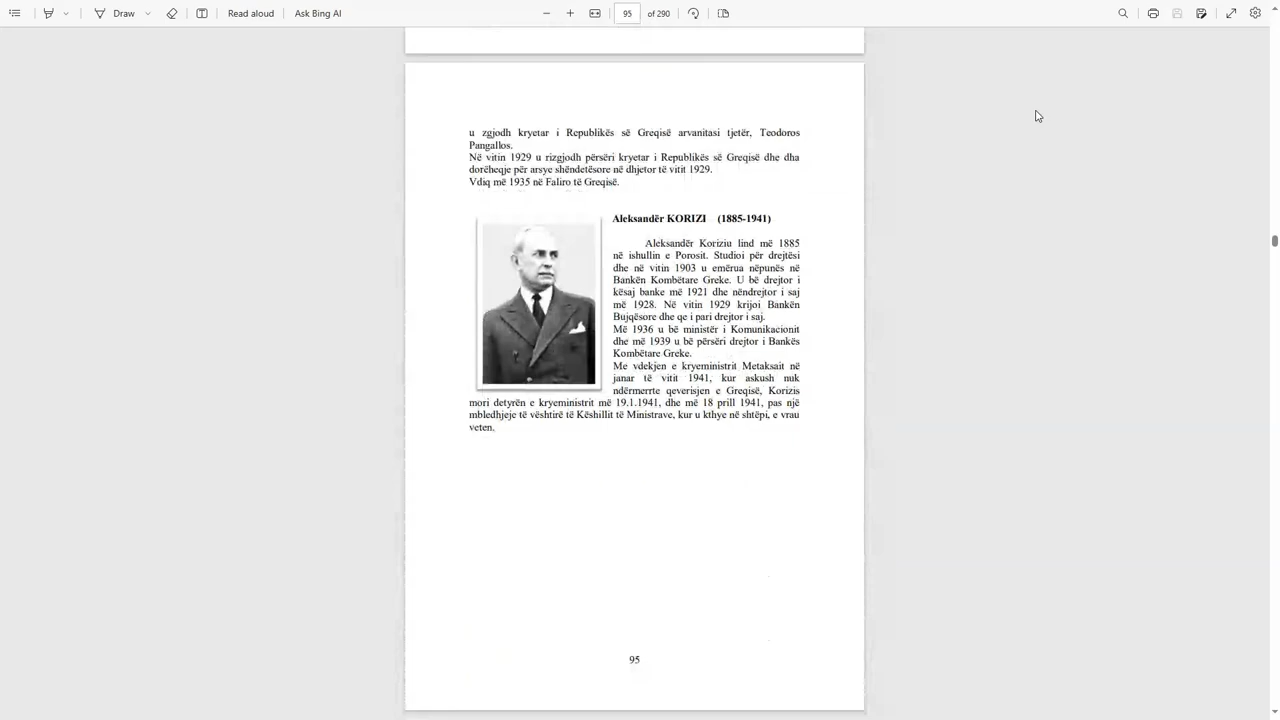 Draw
Read aloud
Ask Bing AI
95
of 290
u zgjodh kryetar i Republikës së Greqisë arvanitasi tjetër, Teodoros
Pangallos.
Në vitin 1929 u rizgjodh përsëri kryetar i Republikës së Greqisë dhe dha
dorëheqje për arsye shëndetësore në dhjetor të vitit 1929.
Vdiq më 1935 në Faliro të Greqisë.
Aleksandër KORIZI (1885-1941)
Aleksandër Koriziu lind më 1885
në ishullin e Porosit. Studioi për drejtësi
dhe në vitin 1903 u emërua nëpunës në
Bankën Kombëtare Greke. U bë drejtor i
kësaj banke më 1921 dhe nëndrejtor i saj
më 1928. Në vitin 1929 krijoi Bankën
Bujqësore dhe qe i pari drejtor i saj.
Më 1936 u bë ministër i Komunikacionit
dhe më 1939 u bë përsëri drejtor i Bankës
Kombëtare Greke.
Me vdekjen e kryeministrit Metaksait në
janar të vitit 1941, kur askush nuk
ndërmerrte qeverisjen e Greqisë, Korizis
mori detyrën e kryeministrit më 19.1.1941, dhe më 18 prill 1941, pas një
mbledhjeje të vështirë të Këshillit të Ministrave, kur u kthye në shtëpi, e vrau
veten.
95